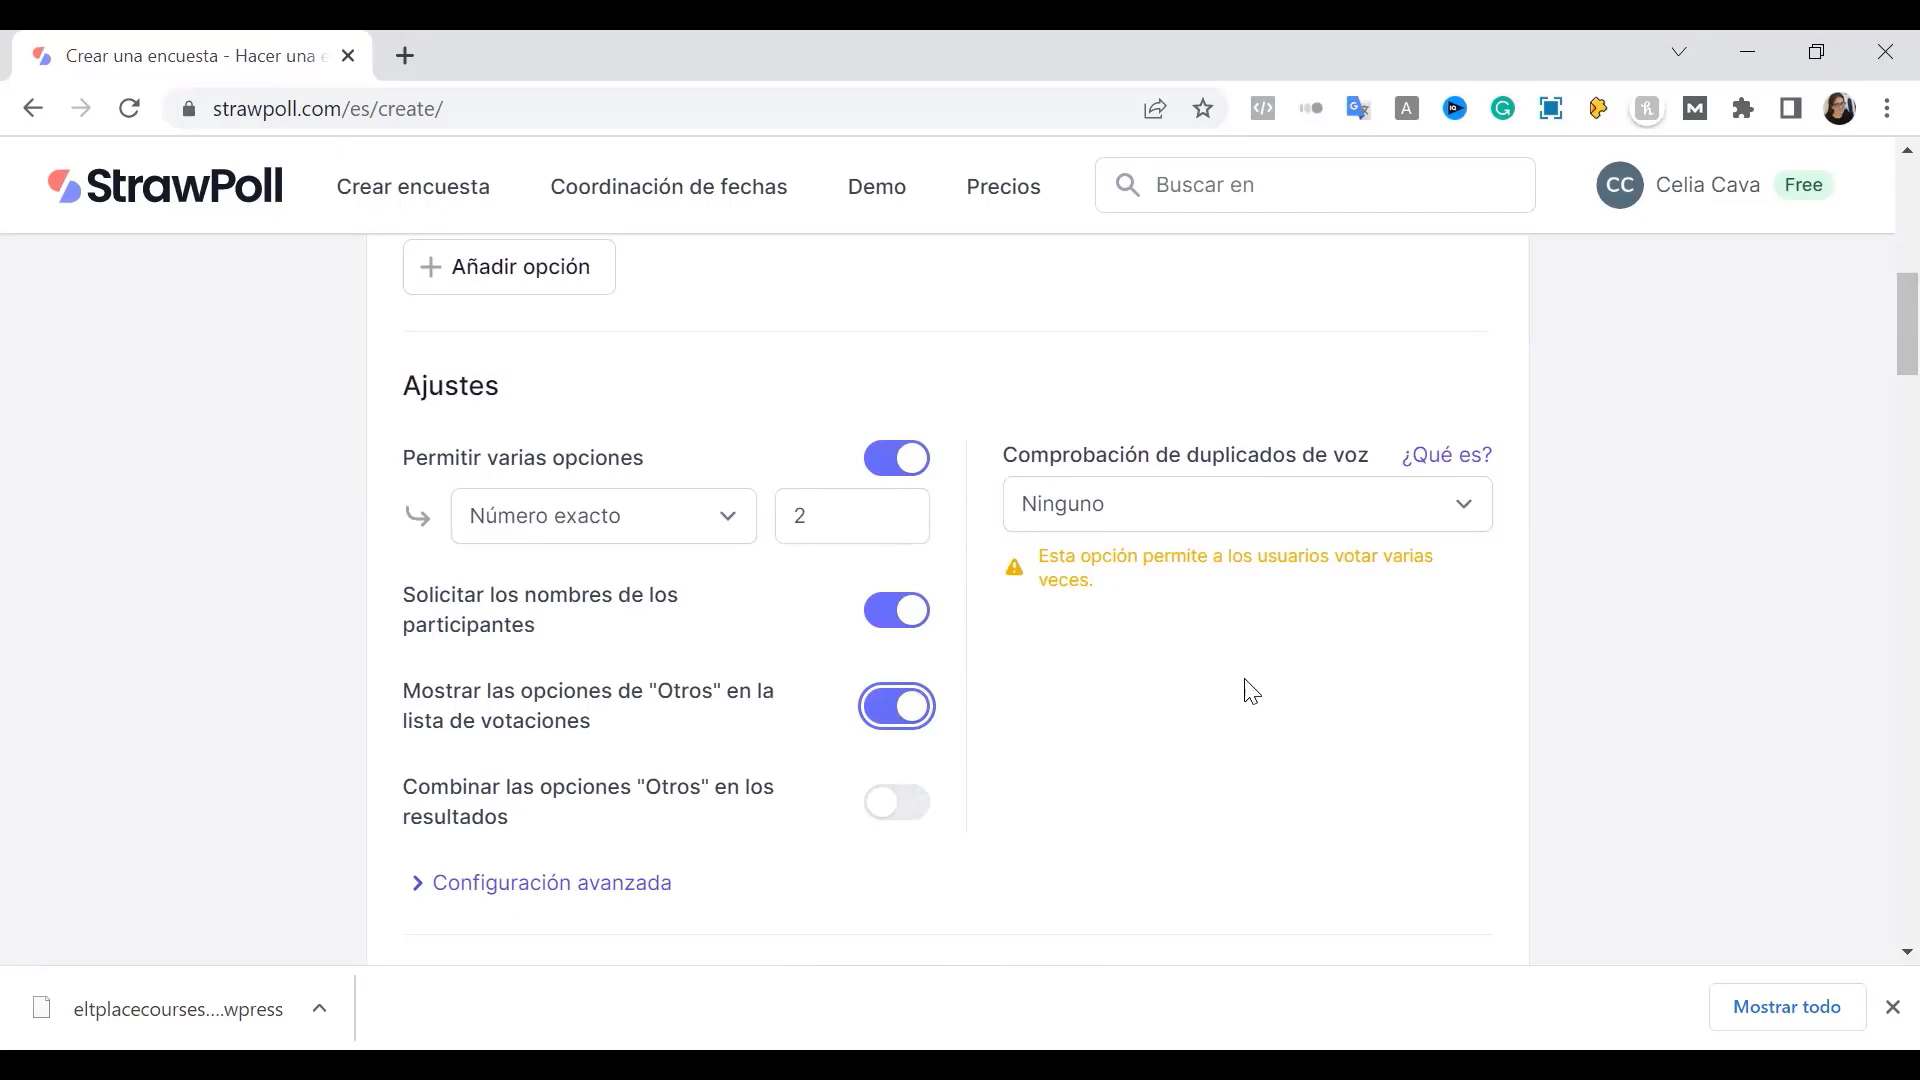 Crear una encuesta - Hacer una e
strawpoll.com/es/create/
StrawPoll
Crear encuesta
Coordinación de fechas
Demo
Precios
Buscar en
CC
Celia Cava
Free
Añadir opción
Ajustes
Permitir varias opciones
Número exacto
2
Solicitar los nombres de los
participantes
Mostrar las opciones de "Otros" en la
lista de votaciones
Combinar las opciones "Otros" en los
resultados
Configuración avanzada
Comprobación de duplicados de voz
¿Qué es?
Ninguno
Esta opción permite a los usuarios votar varias
veces.
eltplacecourses....wpress
Mostrar todo